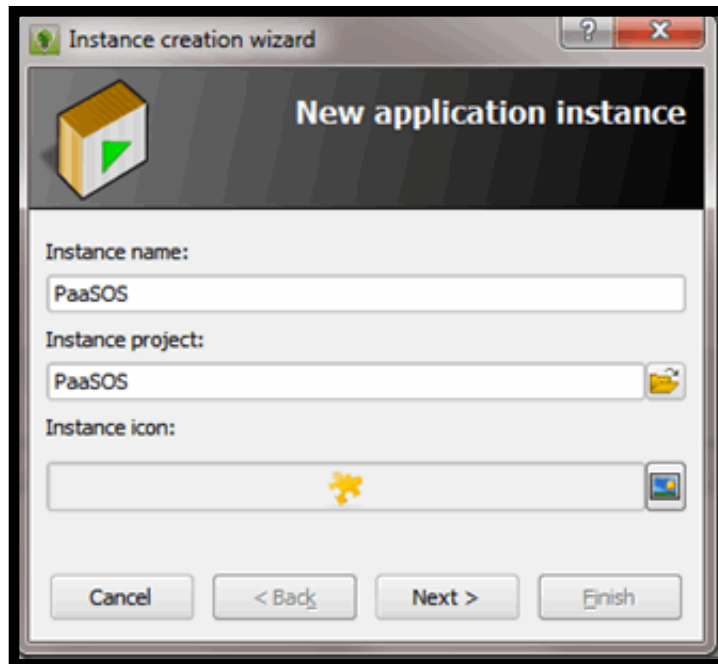 Instance creation wizard
New application instance
Instance name:
PaaSOS
Instance project:
PaaSOS
Instance icon:
Cancel
< Back
Next >
Finish